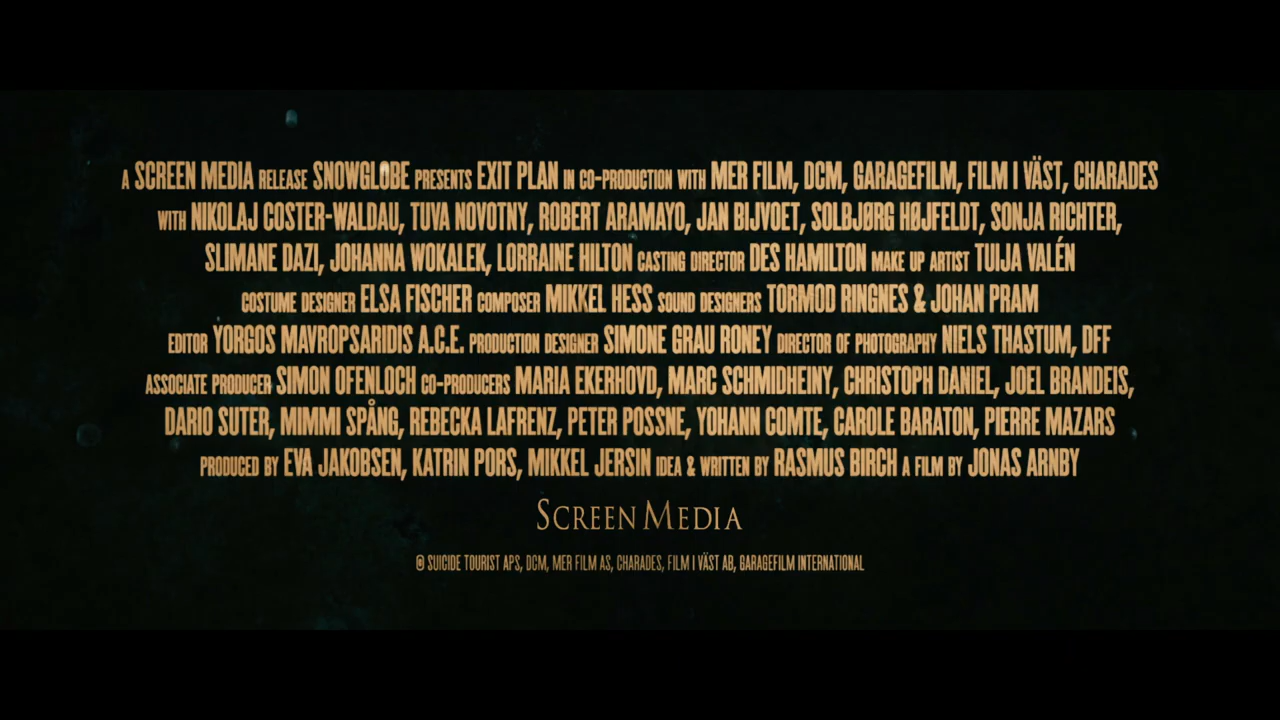 A SCREEN MEDIA RELEASE SNOWGLOBE PRESENTS EXIT PLAN IN CO-PRODUCTION WITH MER FILM, DCM, GARAGEFILM, FILM I VÄST, CHARADES
WITH NIKOLAJ COSTER-WALDAU, TUVA NOVOTNY, ROBERT ARAMAYO, JAN BIJVOET, SOLBJØRG HØJFELDT, SONJA RICHTER,
SLIMANE DAZI, JOHANNA WOKALEK, LORRAINE HILTON CASTING DIRECTOR DES HAMILTON MAKE UP ARTIST TUIJA VALÉN
COSTUME DESIGNER ELSA FISCHER COMPOSER MIKKEL HESS SOUND DESIGNERS TORMOD RINGNES & JOHAN PRAM
EDITOR YORGOS MAVROPSARIDIS A.C.E. PRODUCTION DESIGNER SIMONE GRAU RONEY DIRECTOR OF PHOTOGRAPHY NIELS THASTUM, DFF
ASSOCIATE PRODUCER SIMON OFENLOCH CO-PRODUCERS MARIA EKERHOVD, MARC SCHMIDHEINY, CHRISTOPH DANIEL, JOEL BRANDEIS,
DARIO SUTER, MIMMI SPÅNG, REBECKA LAFRENZ, PETER POSSNE, YOHANN COMTE, CAROLE BARATON, PIERRE MAZARS
PRODUCED BY EVA JAKOBSEN, KATRIN PORS, MIKKEL JERSIN IDEA & WRITTEN BY RASMUS BIRCH A FILM BY JONAS ARNBY
SCREEN MEDIA
© SUICIDE TOURIST APS, DCM, MER FILM AS, CHARADES, FILM I VÄST AB, GARAGEFILM INTERNATIONAL